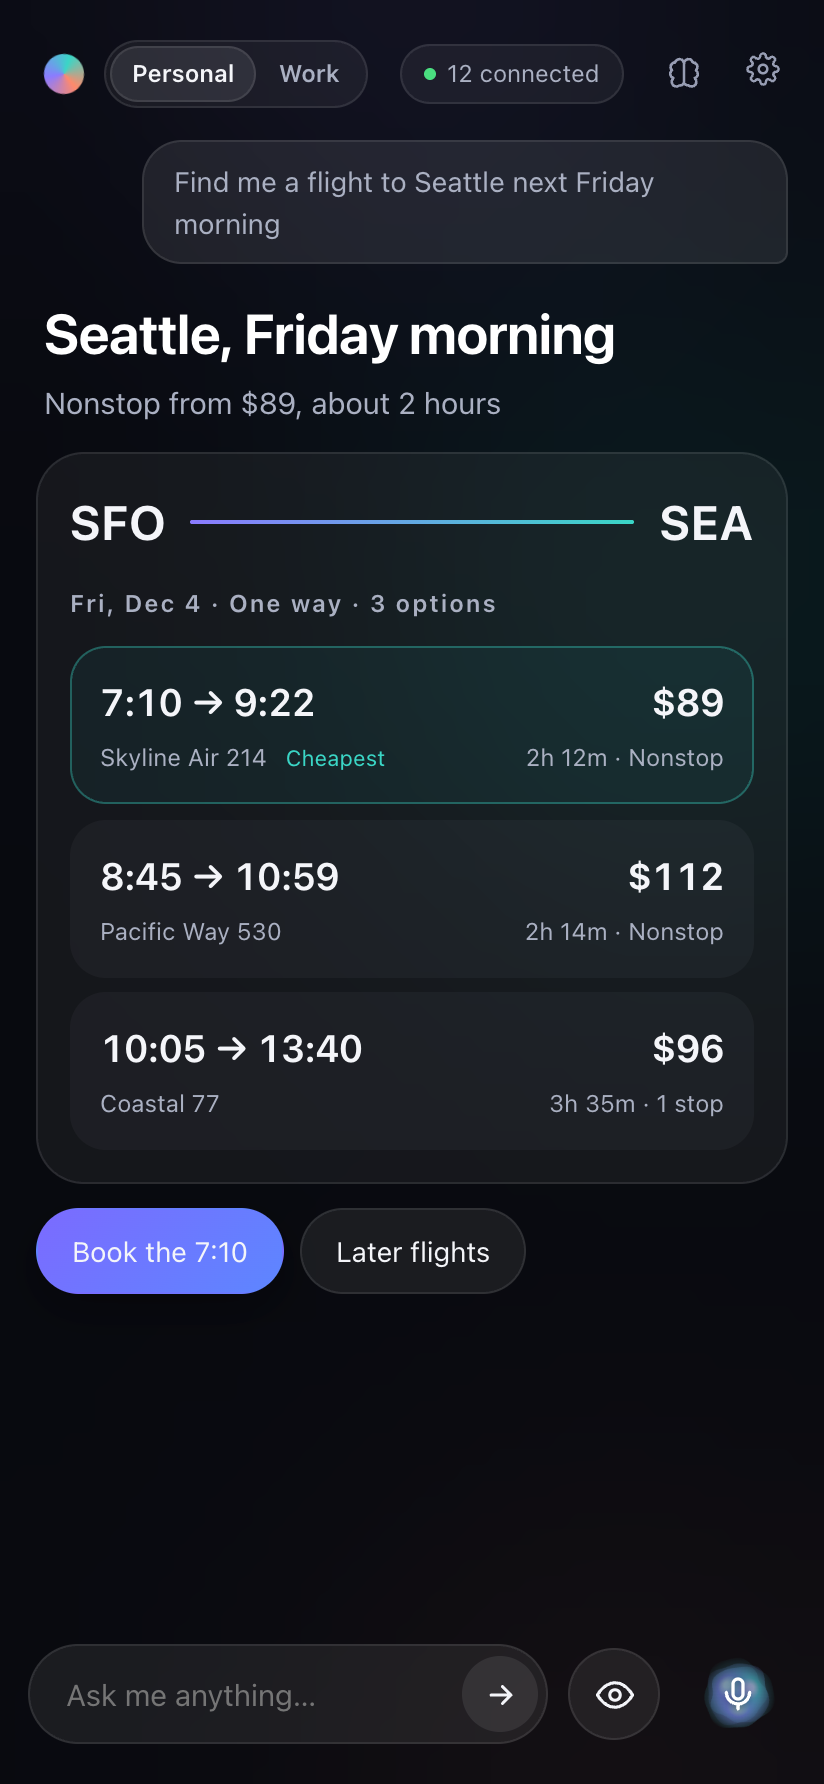 Personal Work 12 connected
Find me a flight to Seattle next Friday
morning
Seattle, Friday morning
Nonstop from $89, about 2 hours
SFO SEA
Fri, Dec 4 · One way · 3 options
7:10 → 9:22 $89
Skyline Air 214 Cheapest 2h 12m · Nonstop
8:45 → 10:59 $112
Pacific Way 530 2h 14m · Nonstop
10:05 → 13:40 $96
Coastal 77 3h 35m · 1 stop
Book the 7:10 Later flights
Ask me anything...